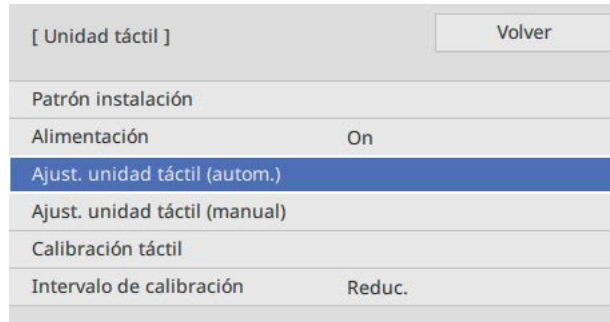 [ Unidad táctil ] Volver
Patrón instalación
Alimentación On
Ajust. unidad táctil (autom.)
Ajust. unidad táctil (manual)
Calibración táctil
Intervalo de calibración Reduc.